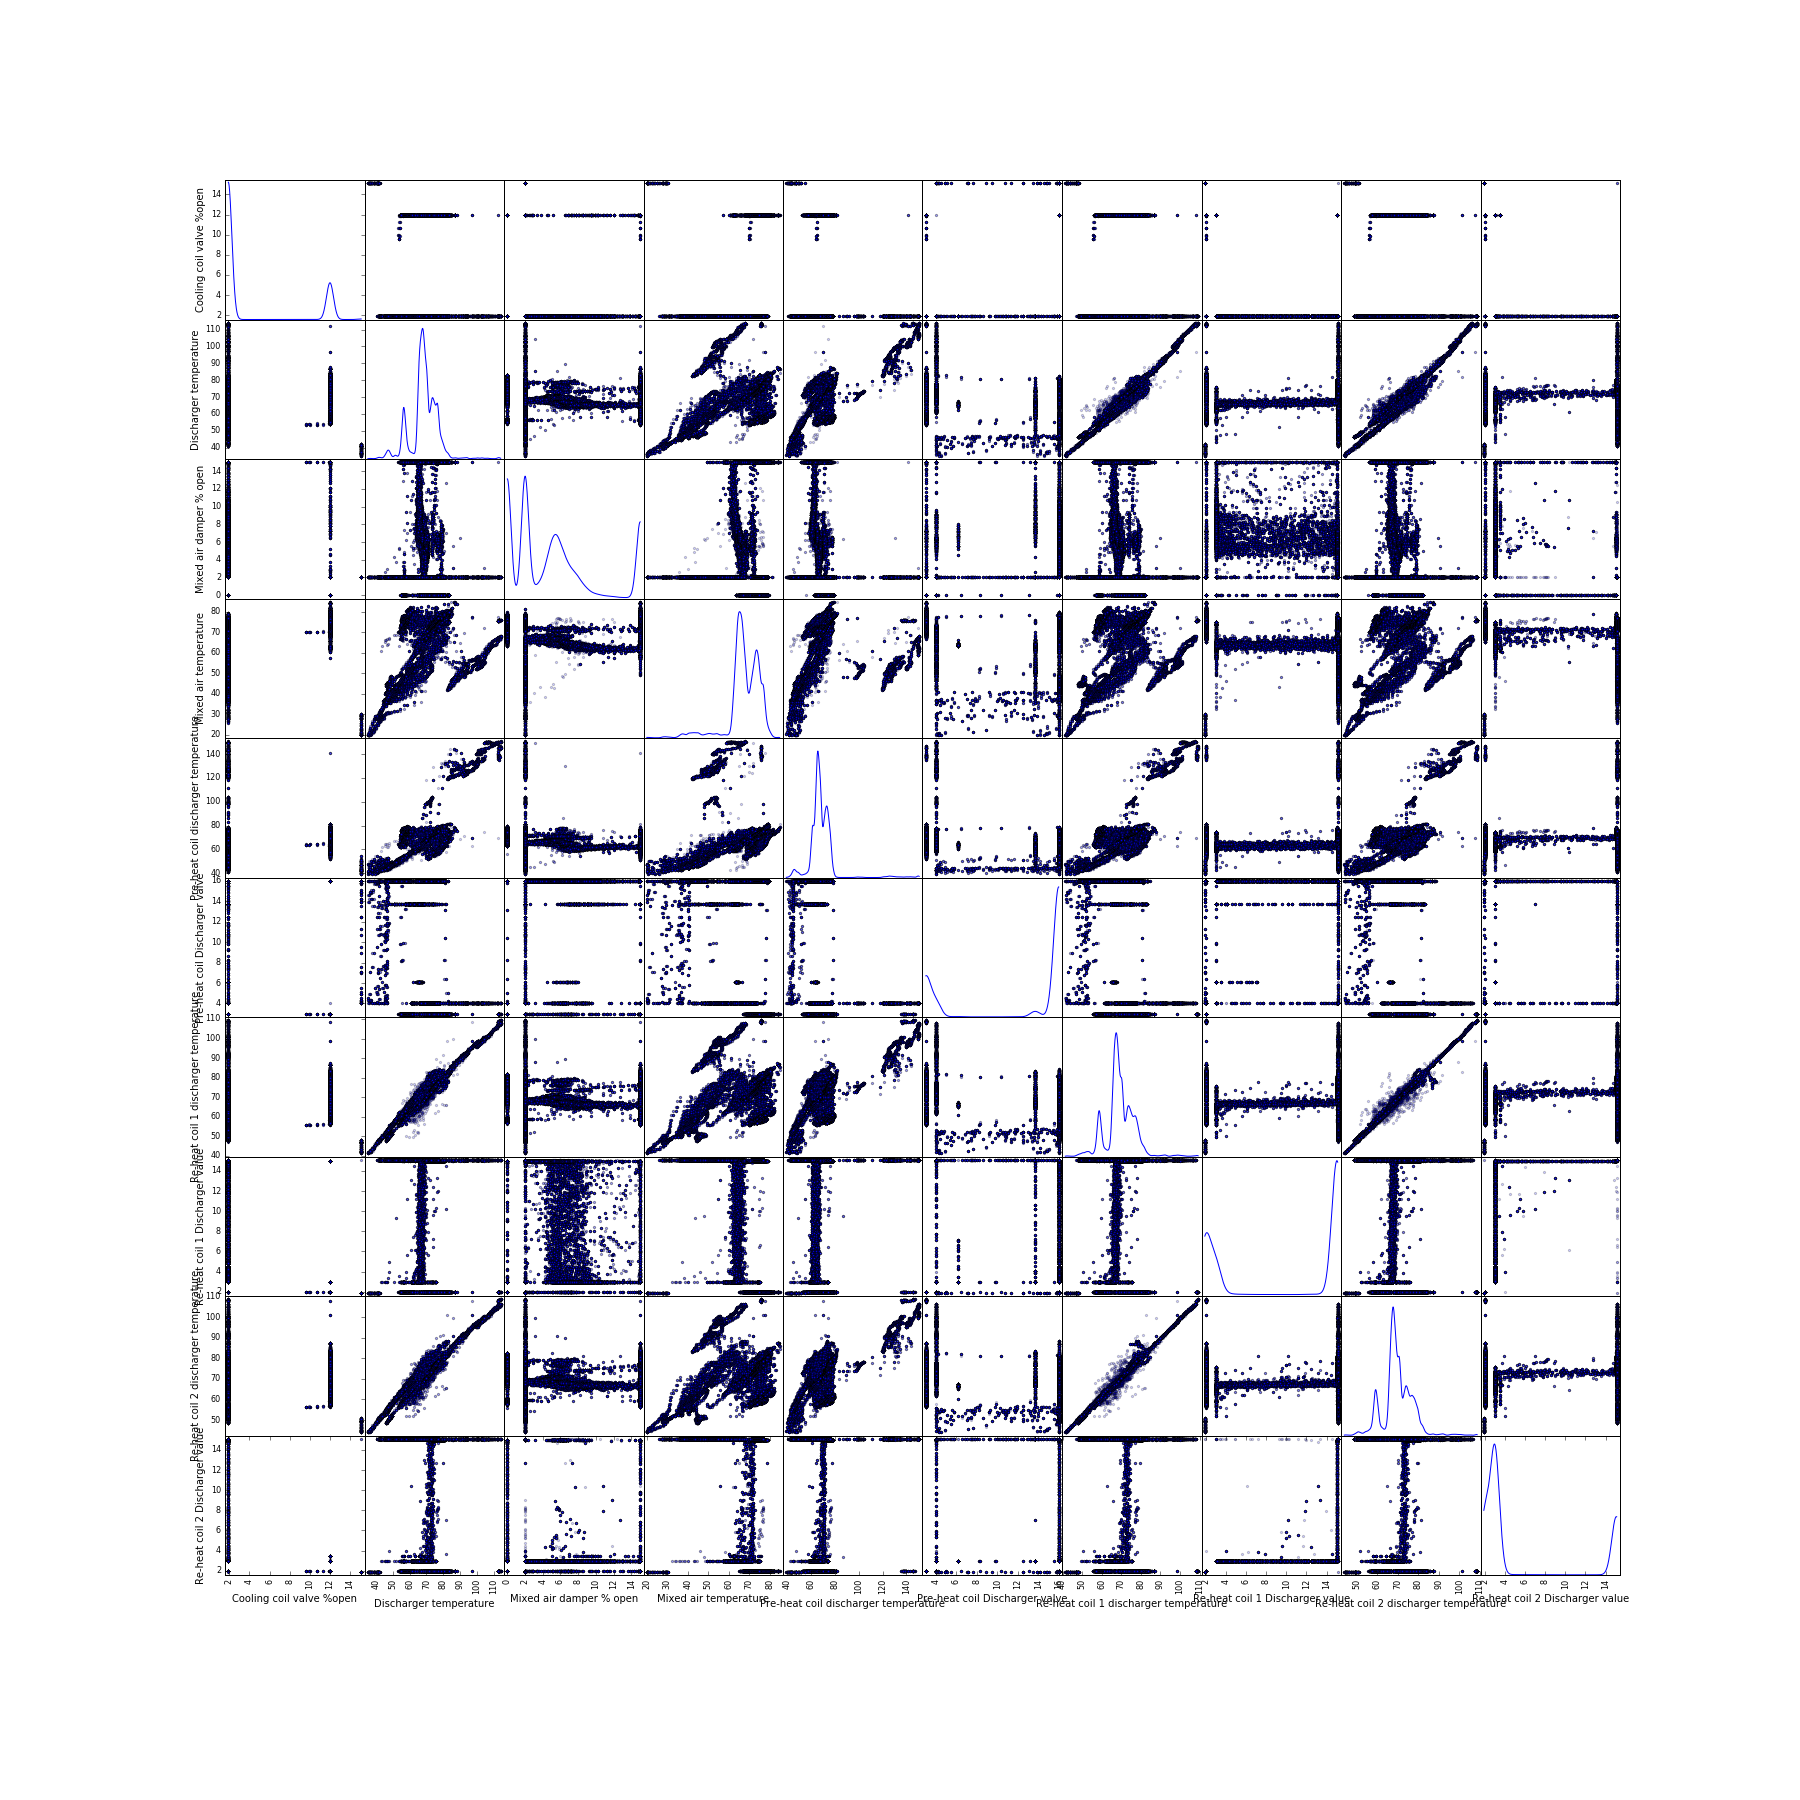 Cooling coil valve %open
14
12
10
8
6
4
2
Discharger temperature
110
100
90
80
70
60
50
40
Mixed air damper % open
14
12
10
8
6
4
2
0
Mixed air temperature
80
70
60
50
40
30
20
Pre-heat coil discharger temperature
140
120
100
80
60
40
Pre-heat coil Discharger valve
16
14
12
10
8
6
4
Re-heat coil 1 discharger temperature
110
100
90
80
70
60
50
40
Re-heat coil 1 Discharger value
14
12
10
8
6
4
2
Re-heat coil 2 discharger temperature
110
100
90
80
70
60
50
Re-heat coil 2 Discharger value
14
12
10
8
6
4
2
2 4 6 8 10 12 14
40 50 60 70 80 90 100 110
0 2 4 6 8 10 12 14
20 30 40 50 60 70 80
40 60 80 100 120 140
4 6 8 10 12 14 16
40 50 60 70 80 90 100 110
2 4 6 8 10 12 14
50 60 70 80 90 100 110
2 4 6 8 10 12 14
Cooling coil valve %open
Discharger temperature
Mixed air damper % open
Mixed air temperature
Pre-heat coil discharger temperature
Pre-heat coil Discharger valve
Re-heat coil 1 discharger temperature
Re-heat coil 1 Discharger value
Re-heat coil 2 discharger temperature
Re-heat coil 2 Discharger value